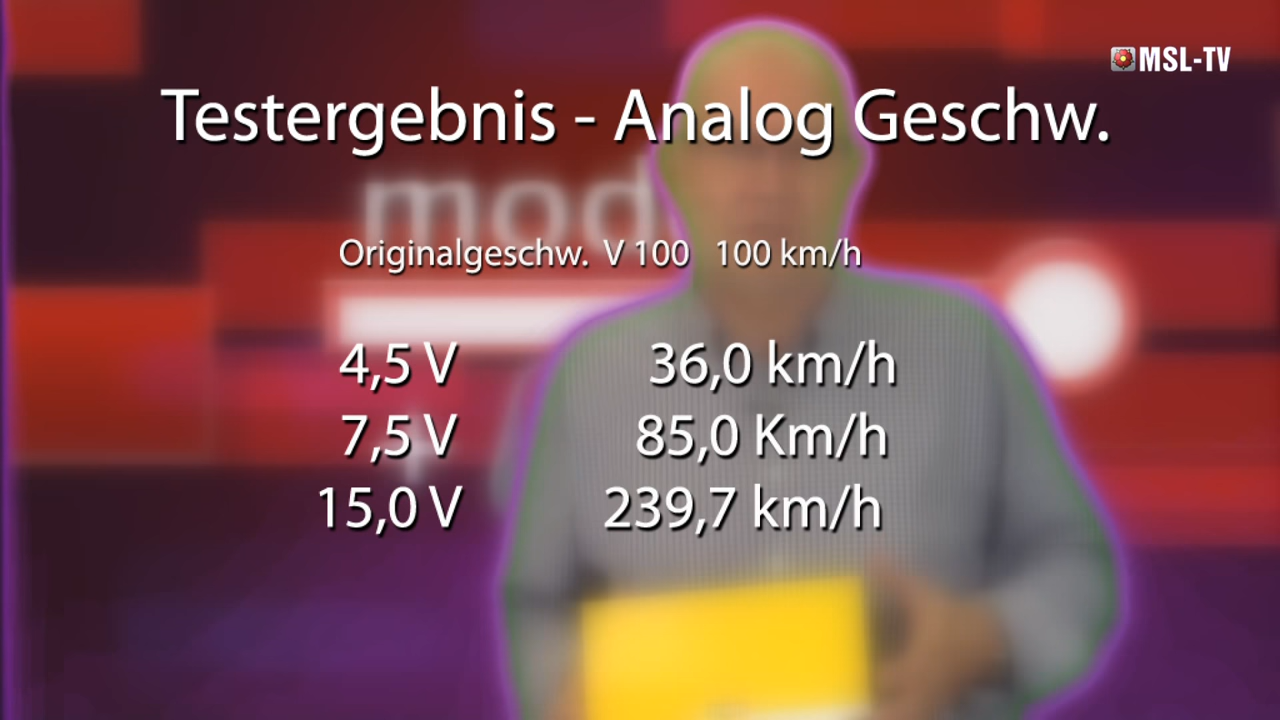 MSL-TV
Testergebnis - Analog Geschw.
mod
Originalgeschw. V 100 100 km/h
4,5 V 36,0 km/h
7,5 V 85,0 Km/h
15,0 V 239,7 km/h